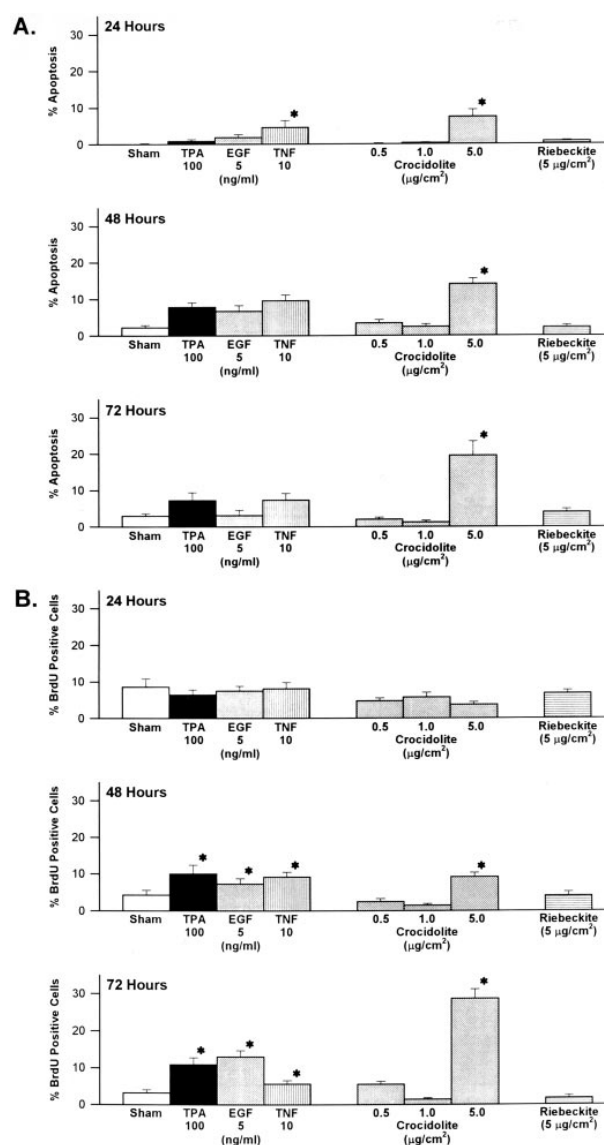 A.
24 Hours
% Apoptosis
30
20
10
0
* *
Sham TPA EGF TNF 0.5 1.0 5.0 Riebeckite
100 5 10 Crocidolite (5 µg/cm²)
(ng/ml) (µg/cm²)
48 Hours
% Apoptosis
30
20
10
0
*
Sham TPA EGF TNF 0.5 1.0 5.0 Riebeckite
100 5 10 Crocidolite (5 µg/cm²)
(ng/ml) (µg/cm²)
72 Hours
% Apoptosis
30
20
10
0
*
Sham TPA EGF TNF 0.5 1.0 5.0 Riebeckite
100 5 10 Crocidolite (5 µg/cm²)
(ng/ml) (µg/cm²)
B.
24 Hours
% BrdU Positive Cells
30
20
10
0
Sham TPA EGF TNF 0.5 1.0 5.0 Riebeckite
100 5 10 Crocidolite (5 µg/cm²)
(ng/ml) (µg/cm²)
48 Hours
% BrdU Positive Cells
30
20
10
0
* * * *
Sham TPA EGF TNF 0.5 1.0 5.0 Riebeckite
100 5 10 Crocidolite (5 µg/cm²)
(ng/ml) (µg/cm²)
72 Hours
% BrdU Positive Cells
30
20
10
0
* * * *
Sham TPA EGF TNF 0.5 1.0 5.0 Riebeckite
100 5 10 Crocidolite (5 µg/cm²)
(ng/ml) (µg/cm²)